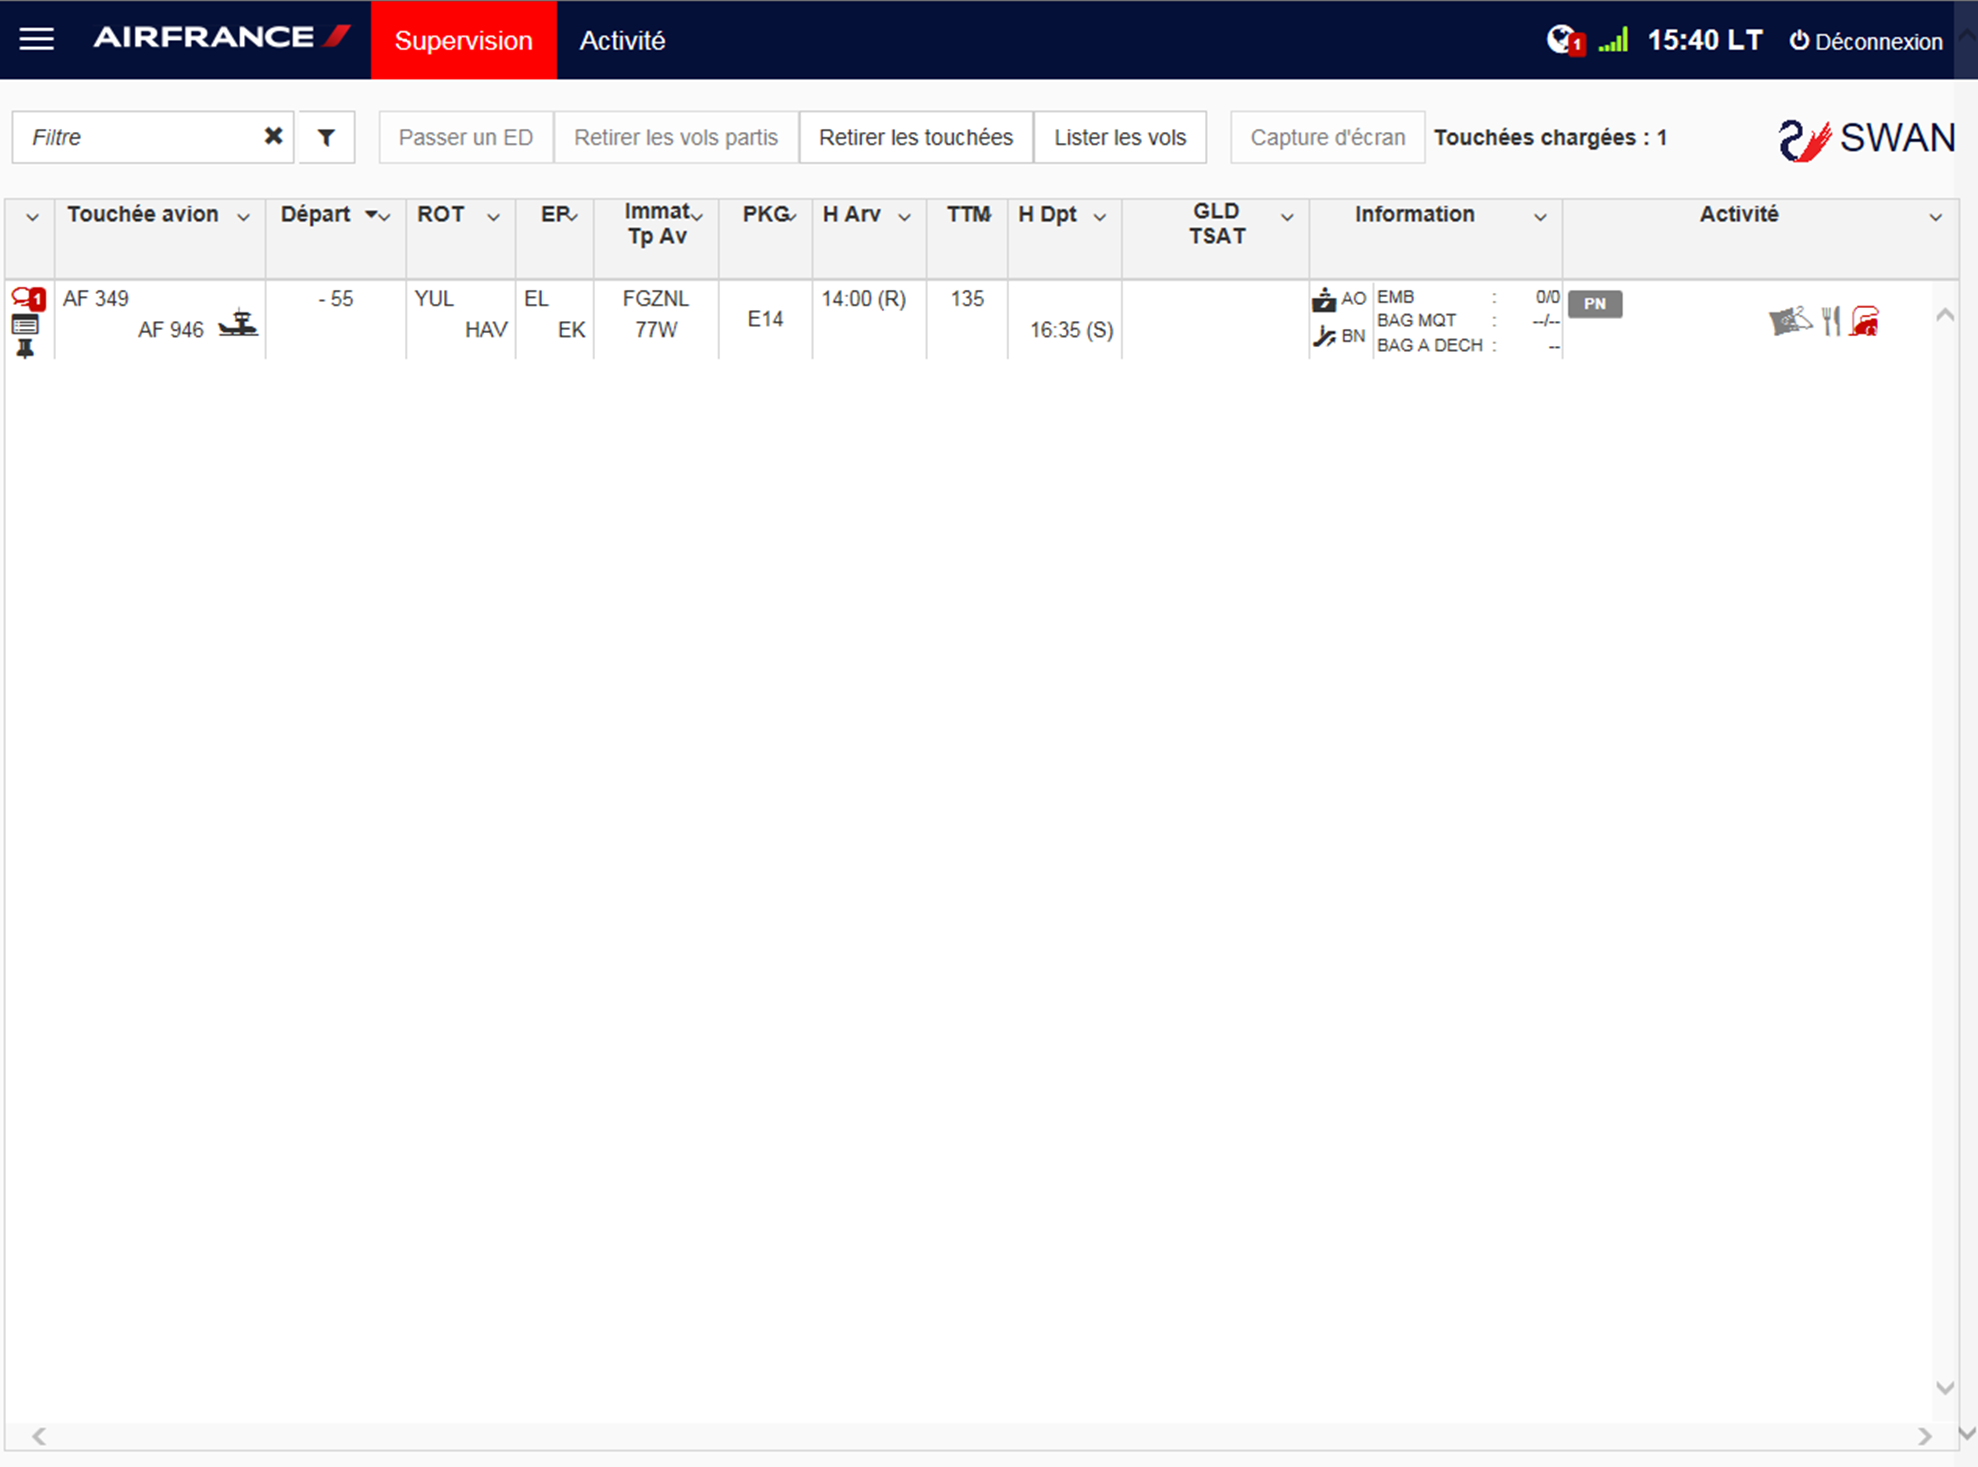 AIRFRANCE
Supervision
Activité
1
15:40 LT
Déconnexion
Filtre
Passer un ED
Retirer les vols partis
Retirer les touchées
Lister les vols
Capture d'écran
Touchées chargées : 1
SWAN
Touchée avion
Départ
ROT
ER
Immat
Tp Av
PKG
H Arv
TTM
H Dpt
GLD
TSAT
Information
Activité
1
AF 349
AF 946
- 55
YUL
HAV
EL
EK
FGZNL
77W
E14
14:00 (R)
135
16:35 (S)
AO
BN
EMB : 0/0
BAG MQT : --/--
BAG A DECH : --
PN